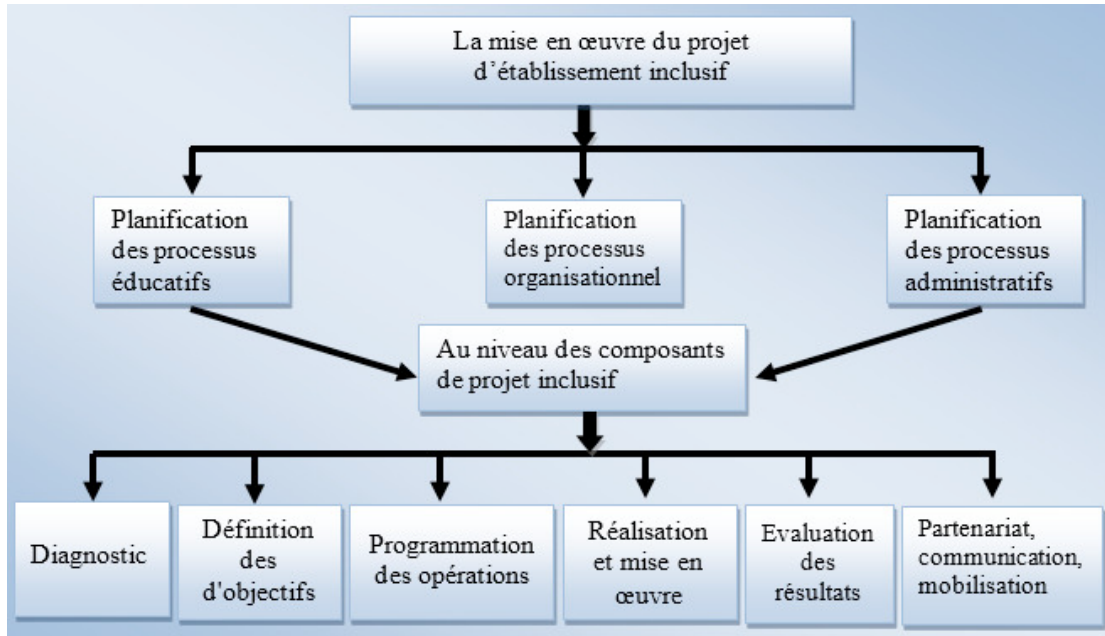 La mise en œuvre du projet
d’établissement inclusif
Planification
des processus
éducatifs
Planification
des processus
organisationnel
Planification
des processus
administratifs
Au niveau des composants
de projet inclusif
Diagnostic
Définition
des
d'objectifs
Programmation
des opérations
Réalisation
et mise en
œuvre
Evaluation
des
résultats
Partenariat,
communication,
mobilisation